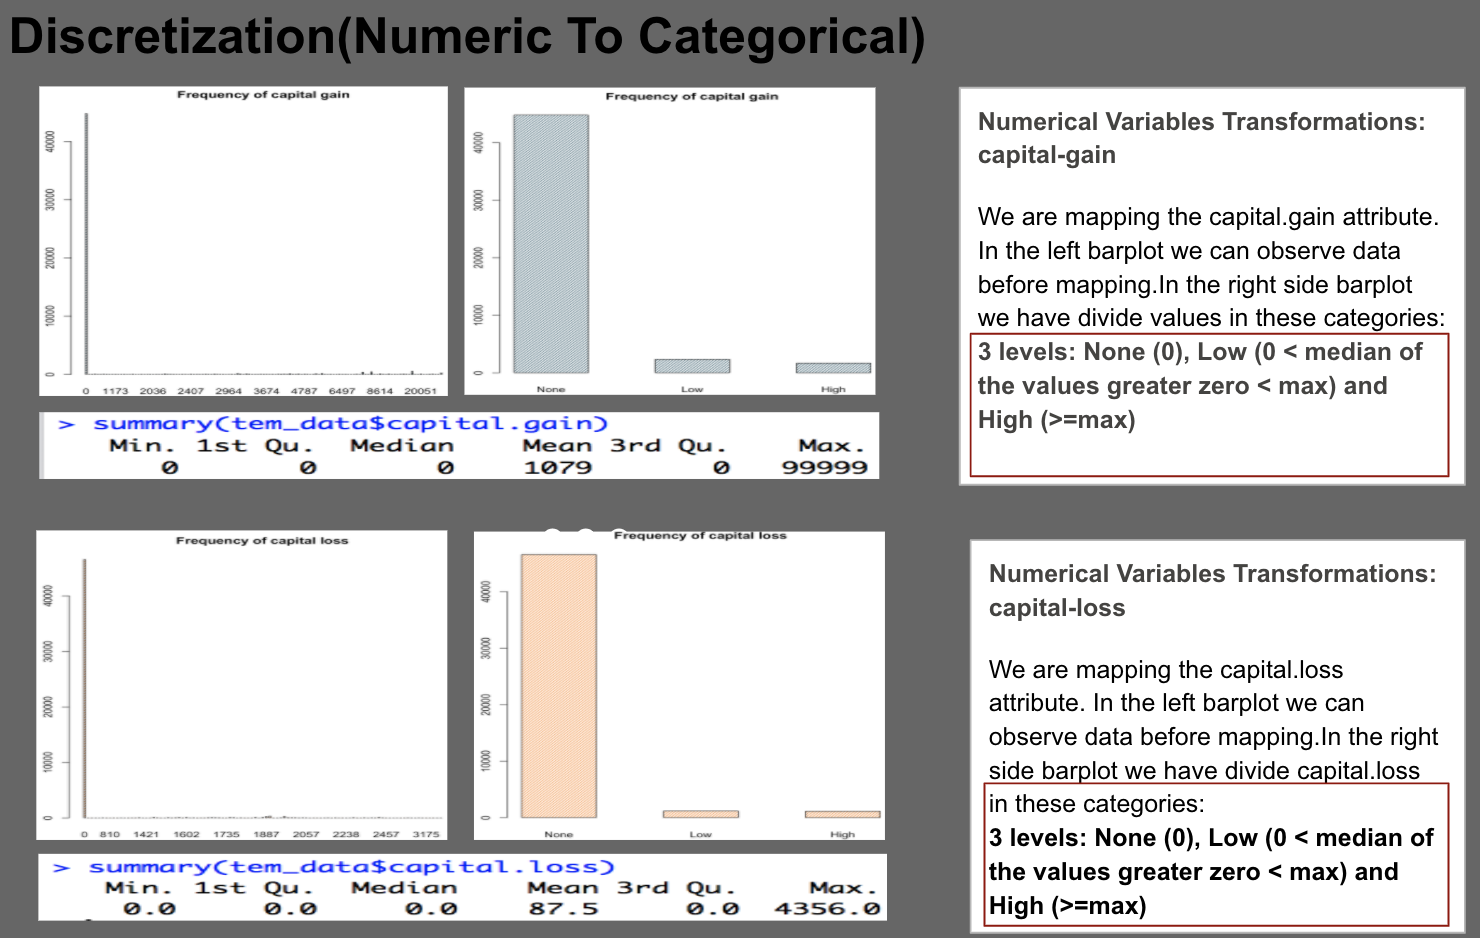 Discretization(Numeric To Categorical)
Frequency of capital gain
40000
30000
20000
10000
0
0 1173 2036 2407 2964 3674 4787 6497 8614 20051
Frequency of capital gain
40000
30000
20000
10000
0
None Low High
> summary(tem_data$capital.gain)
Min. 1st Qu. Median Mean 3rd Qu. Max.
0 0 0 1079 0 99999
Numerical Variables Transformations:
capital-gain
We are mapping the capital.gain attribute.
In the left barplot we can observe data
before mapping.In the right side barplot
we have divide values in these categories:
3 levels: None (0), Low (0 < median of
the values greater zero < max) and
High (>=max)
Frequency of capital loss
40000
30000
20000
10000
0
0 810 1421 1602 1735 1887 2057 2238 2457 3175
Frequency of capital loss
40000
30000
20000
10000
0
None Low High
> summary(tem_data$capital.loss)
Min. 1st Qu. Median Mean 3rd Qu. Max.
0.0 0.0 0.0 87.5 0.0 4356.0
Numerical Variables Transformations:
capital-loss
We are mapping the capital.loss
attribute. In the left barplot we can
observe data before mapping.In the right
side barplot we have divide capital.loss
in these categories:
3 levels: None (0), Low (0 < median of
the values greater zero < max) and
High (>=max)